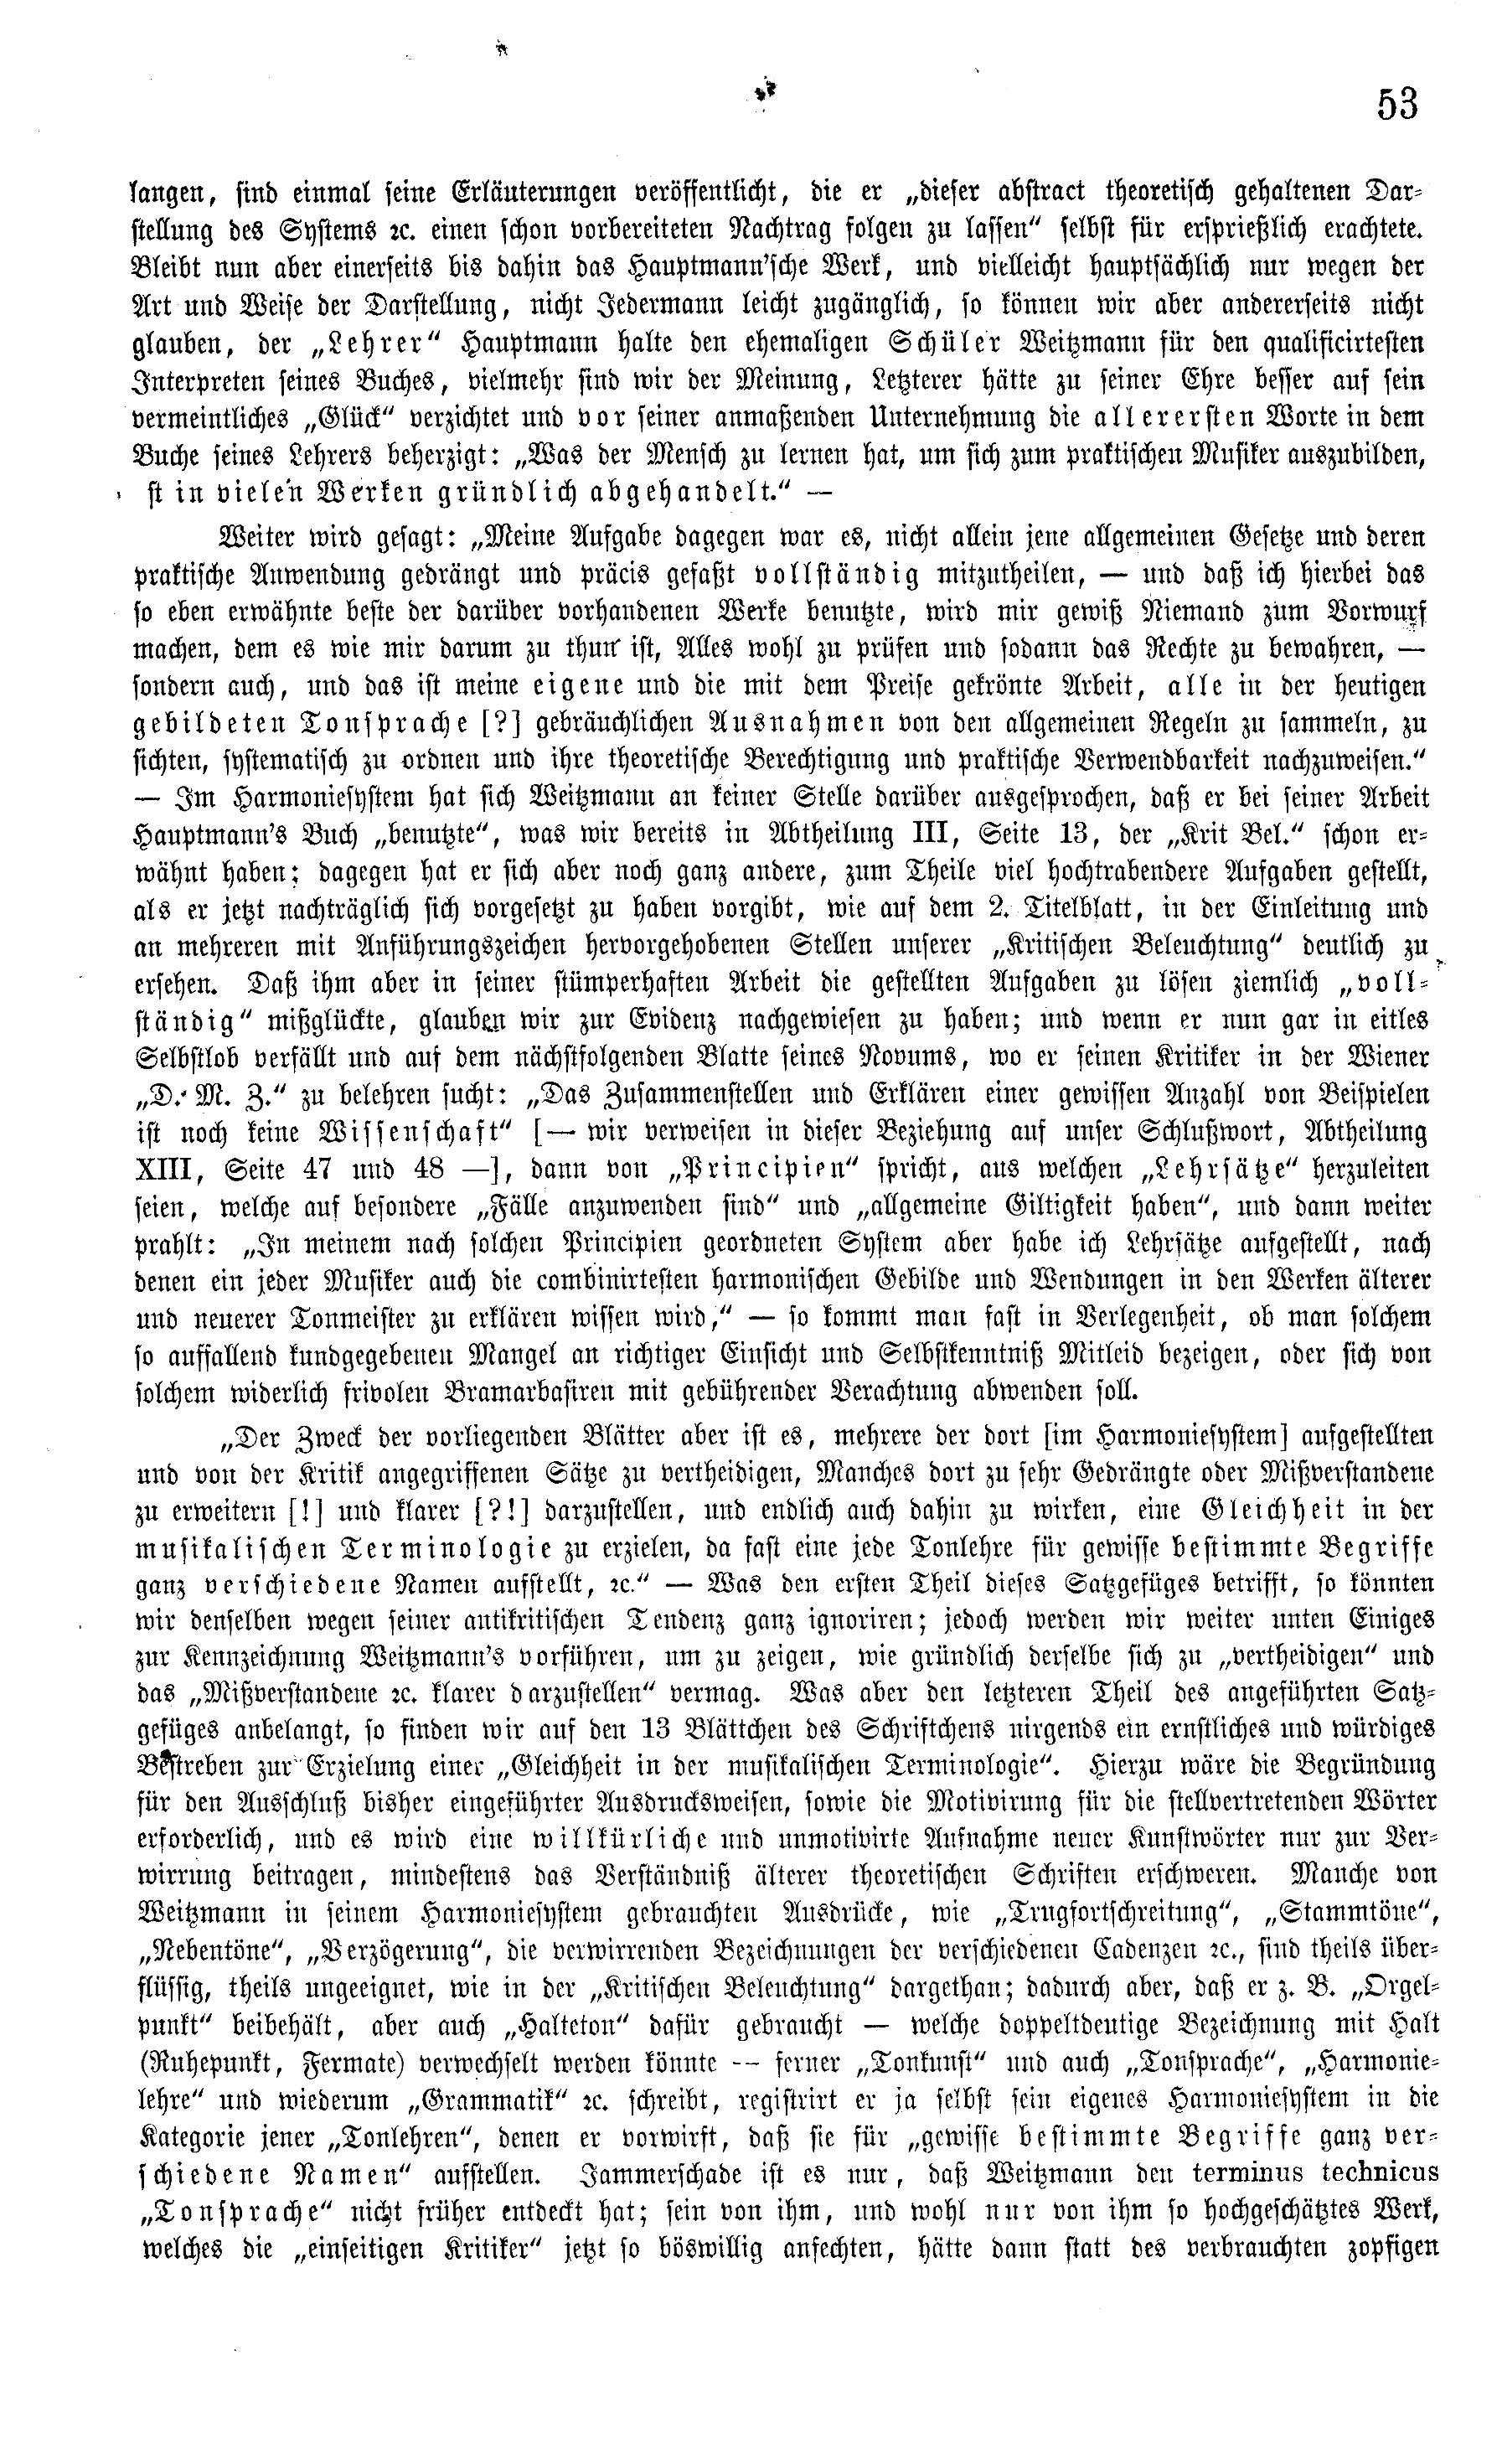 53
langen, sind einmal seine Erläuterungen veröffentlicht, die er „dieser abstract theoretisch gehaltenen Dar-
stellung des Systems ꝛc. einen schon vorbereiteten Nachtrag folgen zu lassen“ selbst für ersprießlich erachtete.
Bleibt nun aber einerseits bis dahin das Hauptmann'sche Werk, und vielleicht hauptsächlich nur wegen der
Art und Weise der Darstellung, nicht Jedermann leicht zugänglich, so können wir aber andererseits nicht
glauben, der „Lehrer“ Hauptmann halte den ehemaligen Schüler Weitzmann für den qualificirtesten
Interpreten seines Buches, vielmehr sind wir der Meinung, Letzterer hätte zu seiner Ehre besser auf sein
vermeintliches „Glück“ verzichtet und vor seiner anmaßenden Unternehmung die allerersten Worte in dem
Buche seines Lehrers beherzigt: „Was der Mensch zu lernen hat, um sich zum praktischen Musiker auszubilden,
st in vielen Werken gründlich abgehandelt.“ —
Weiter wird gesagt: „Meine Aufgabe dagegen war es, nicht allein jene allgemeinen Gesetze und deren
praktische Anwendung gedrängt und präcis gefaßt vollständig mitzutheilen, — und daß ich hierbei das
so eben erwähnte beste der darüber vorhandenen Werke benutzte, wird mir gewiß Niemand zum Vorwurf
machen, dem es wie mir darum zu thun ist, Alles wohl zu prüfen und sodann das Rechte zu bewahren, —
sondern auch, und das ist meine eigene und die mit dem Preise gekrönte Arbeit, alle in der heutigen
gebildeten Tonsprache [?] gebräuchlichen Ausnahmen von den allgemeinen Regeln zu sammeln, zu
sichten, systematisch zu ordnen und ihre theoretische Berechtigung und praktische Verwendbarkeit nachzuweisen.“
— Im Harmoniesystem hat sich Weitzmann an keiner Stelle darüber ausgesprochen, daß er bei seiner Arbeit
Hauptmann's Buch „benutzte“, was wir bereits in Abtheilung III, Seite 13, der „Krit Bel.“ schon er-
wähnt haben; dagegen hat er sich aber noch ganz andere, zum Theile viel hochtrabendere Aufgaben gestellt,
als er jetzt nachträglich sich vorgesetzt zu haben vorgibt, wie auf dem 2. Titelblatt, in der Einleitung und
an mehreren mit Anführungszeichen hervorgehobenen Stellen unserer „Kritischen Beleuchtung“ deutlich zu
ersehen. Daß ihm aber in seiner stümperhaften Arbeit die gestellten Aufgaben zu lösen ziemlich „voll-
ständig“ mißglückte, glauben wir zur Evidenz nachgewiesen zu haben; und wenn er nun gar in eitles
Selbstlob verfällt und auf dem nächstfolgenden Blatte seines Novums, wo er seinen Kritiker in der Wiener
„D. M. Z.“ zu belehren sucht: „Das Zusammenstellen und Erklären einer gewissen Anzahl von Beispielen
ist noch keine Wissenschaft“ [— wir verweisen in dieser Beziehung auf unser Schlußwort, Abtheilung
XIII, Seite 47 und 48 —], dann von „Principien“ spricht, aus welchen „Lehrsätze“ herzuleiten
seien, welche auf besondere „Fälle anzuwenden sind“ und „allgemeine Giltigkeit haben“, und dann weiter
prahlt: „In meinem nach solchen Principien geordneten System aber habe ich Lehrsätze aufgestellt, nach
denen ein jeder Musiker auch die combinirtesten harmonischen Gebilde und Wendungen in den Werken älterer
und neuerer Tonmeister zu erklären wissen wird,“ — so kommt man fast in Verlegenheit, ob man solchem
so auffallend kundgegebenen Mangel an richtiger Einsicht und Selbstkenntniß Mitleid bezeigen, oder sich von
solchem widerlich frivolen Bramarbasiren mit gebührender Verachtung abwenden soll.
„Der Zweck der vorliegenden Blätter aber ist es, mehrere der dort [im Harmoniesystem] aufgestellten
und von der Kritik angegriffenen Sätze zu vertheidigen, Manches dort zu sehr Gedrängte oder Mißverstandene
zu erweitern [!] und klarer [?!] darzustellen, und endlich auch dahin zu wirken, eine Gleichheit in der
musikalischen Terminologie zu erzielen, da fast eine jede Tonlehre für gewisse bestimmte Begriffe
ganz verschiedene Namen aufstellt, ꝛc.“ — Was den ersten Theil dieses Satzgefüges betrifft, so könnten
wir denselben wegen seiner antikritischen Tendenz ganz ignoriren; jedoch werden wir weiter unten Einiges
zur Kennzeichnung Weitzmann's vorführen, um zu zeigen, wie gründlich derselbe sich zu „vertheidigen“ und
das „Mißverstandene ꝛc. klarer darzustellen“ vermag. Was aber den letzteren Theil des angeführten Satz-
gefüges anbelangt, so finden wir auf den 13 Blättchen des Schriftchens nirgends ein ernstliches und würdiges
Bestreben zur Erzielung einer „Gleichheit in der musikalischen Terminologie“. Hierzu wäre die Begründung
für den Ausschluß bisher eingeführter Ausdrucksweisen, sowie die Motivirung für die stellvertretenden Wörter
erforderlich, und es wird eine willkürliche und unmotivirte Aufnahme neuer Kunstwörter nur zur Ver-
wirrung beitragen, mindestens das Verständniß älterer theoretischen Schriften erschweren. Manche von
Weitzmann in seinem Harmoniesystem gebrauchten Ausdrücke, wie „Trugfortschreitung“, „Stammtöne“,
„Nebentöne“, „Verzögerung“, die verwirrenden Bezeichnungen der verschiedenen Cadenzen ꝛc., sind theils über-
flüssig, theils ungeeignet, wie in der „Kritischen Beleuchtung“ dargethan; dadurch aber, daß er z. B. „Orgel-
punkt“ beibehält, aber auch „Halteton“ dafür gebraucht — welche doppeltdeutige Bezeichnung mit Halt
(Ruhepunkt, Fermate) verwechselt werden könnte -- ferner „Tonkunst“ und auch „Tonsprache“, „Harmonie-
lehre“ und wiederum „Grammatik“ ꝛc. schreibt, registrirt er ja selbst sein eigenes Harmoniesystem in die
Kategorie jener „Tonlehren“, denen er vorwirft, daß sie für „gewisse bestimmte Begriffe ganz ver-
schiedene Namen“ aufstellen. Jammerschade ist es nur, daß Weitzmann den terminus technicus
„Tonsprache“ nicht früher entdeckt hat; sein von ihm, und wohl nur von ihm so hochgeschätztes Werk,
welches die „einseitigen Kritiker“ jetzt so böswillig anfechten, hätte dann statt des verbrauchten zopfigen